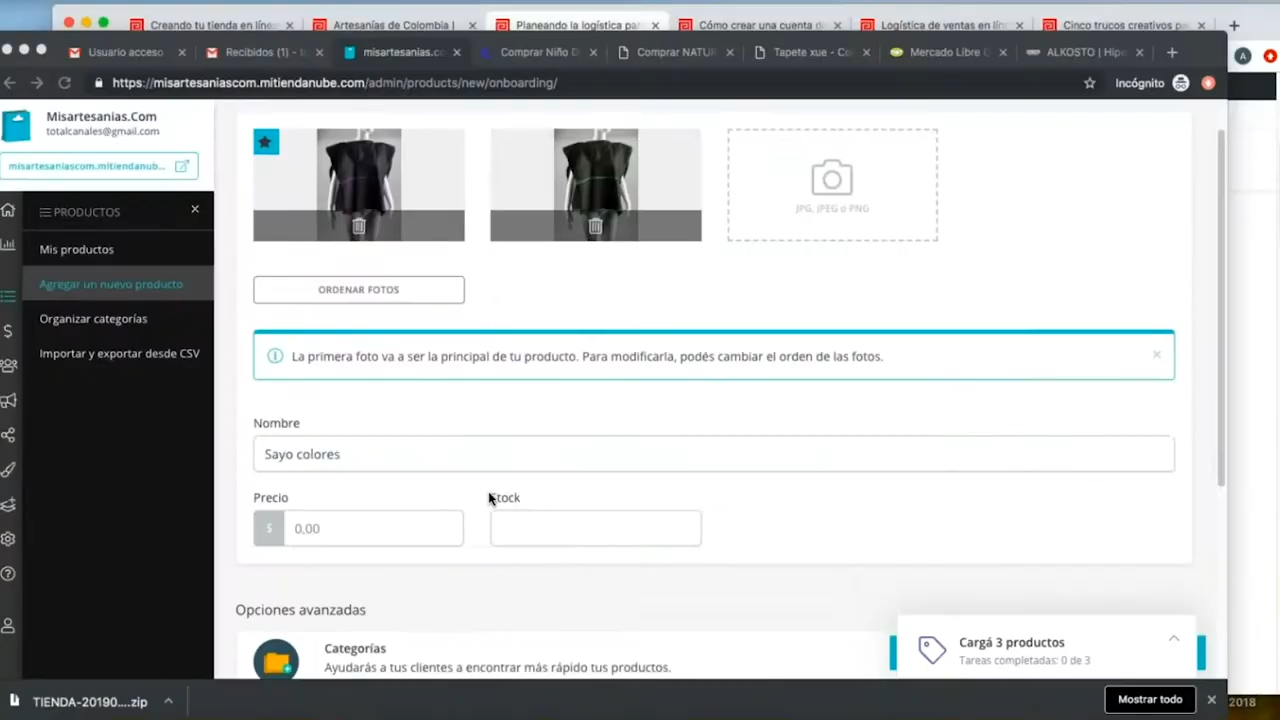 Creando tu tienda en línea
Artesanías de Colombia |
Planeando la logística par
Cómo crear una cuenta d
Logística de ventas en lín
Cinco trucos creativos pa
Usuario acceso
Recibidos (1) -
misartesanias.co
Comprar Niño D
Comprar NATUR
Tapete xue - Co
Mercado Libre C
ALKOSTO | Hipe
A
https://misartesaniascom.mitiendanube.com/admin/products/new/onboarding/
Incógnito
Misartesanias.Com
totalcanales@gmail.com
misartesaniascom.mitiendanub...
PRODUCTOS
Mis productos
Agregar un nuevo producto
Organizar categorías
Importar y exportar desde CSV
JPG, JPEG o PNG
ORDENAR FOTOS
La primera foto va a ser la principal de tu producto. Para modificarla, podés cambiar el orden de las fotos.
Nombre
Sayo colores
Precio
Stock
$
0,00
Opciones avanzadas
Categorías
Ayudarás a tus clientes a encontrar más rápido tus productos.
Cargá 3 productos
Tareas completadas: 0 de 3
TIENDA-20190....zip
Mostrar todo
2018